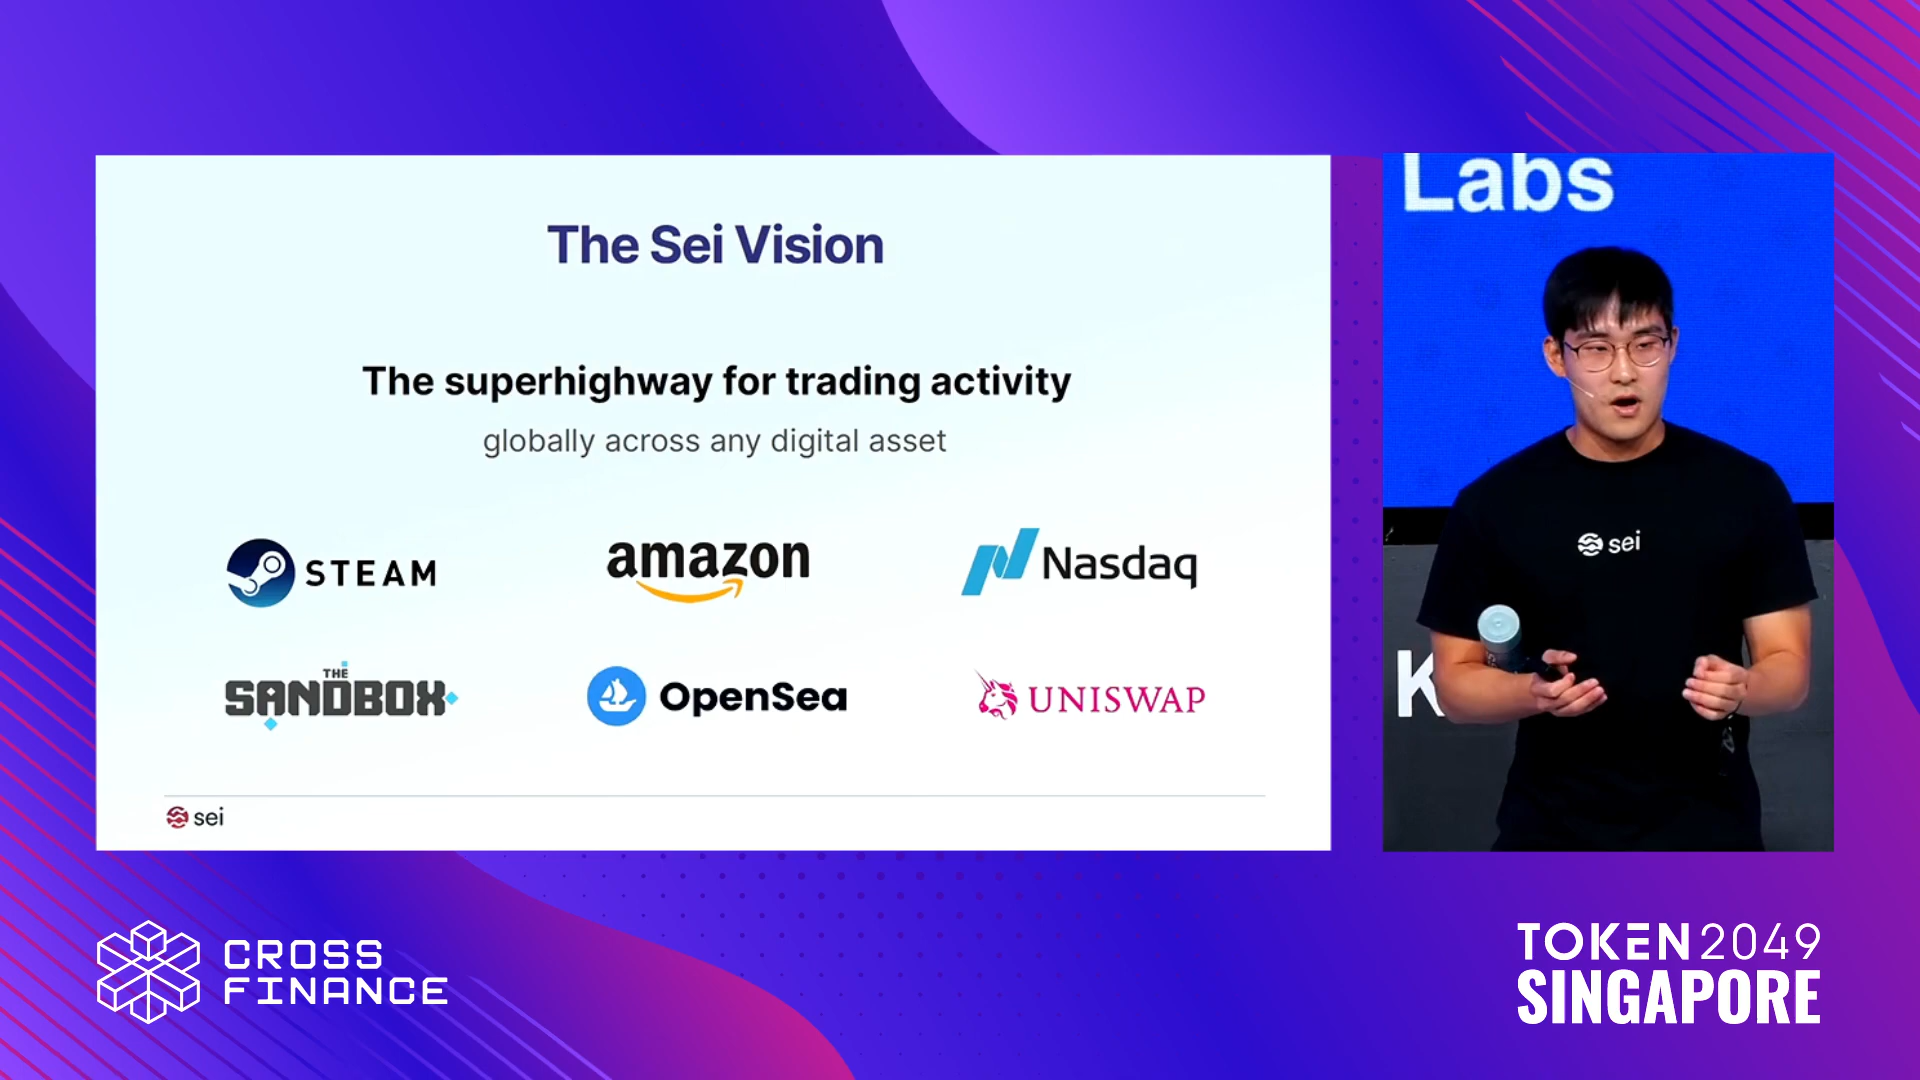 The Sei Vision
The superhighway for trading activity
globally across any digital asset
STEAM
amazon
Nasdaq
THE
SANDBOX
OpenSea
UNISWAP
sei
Labs
sei
K
CROSS
FINANCE
TOKEN2049
SINGAPORE